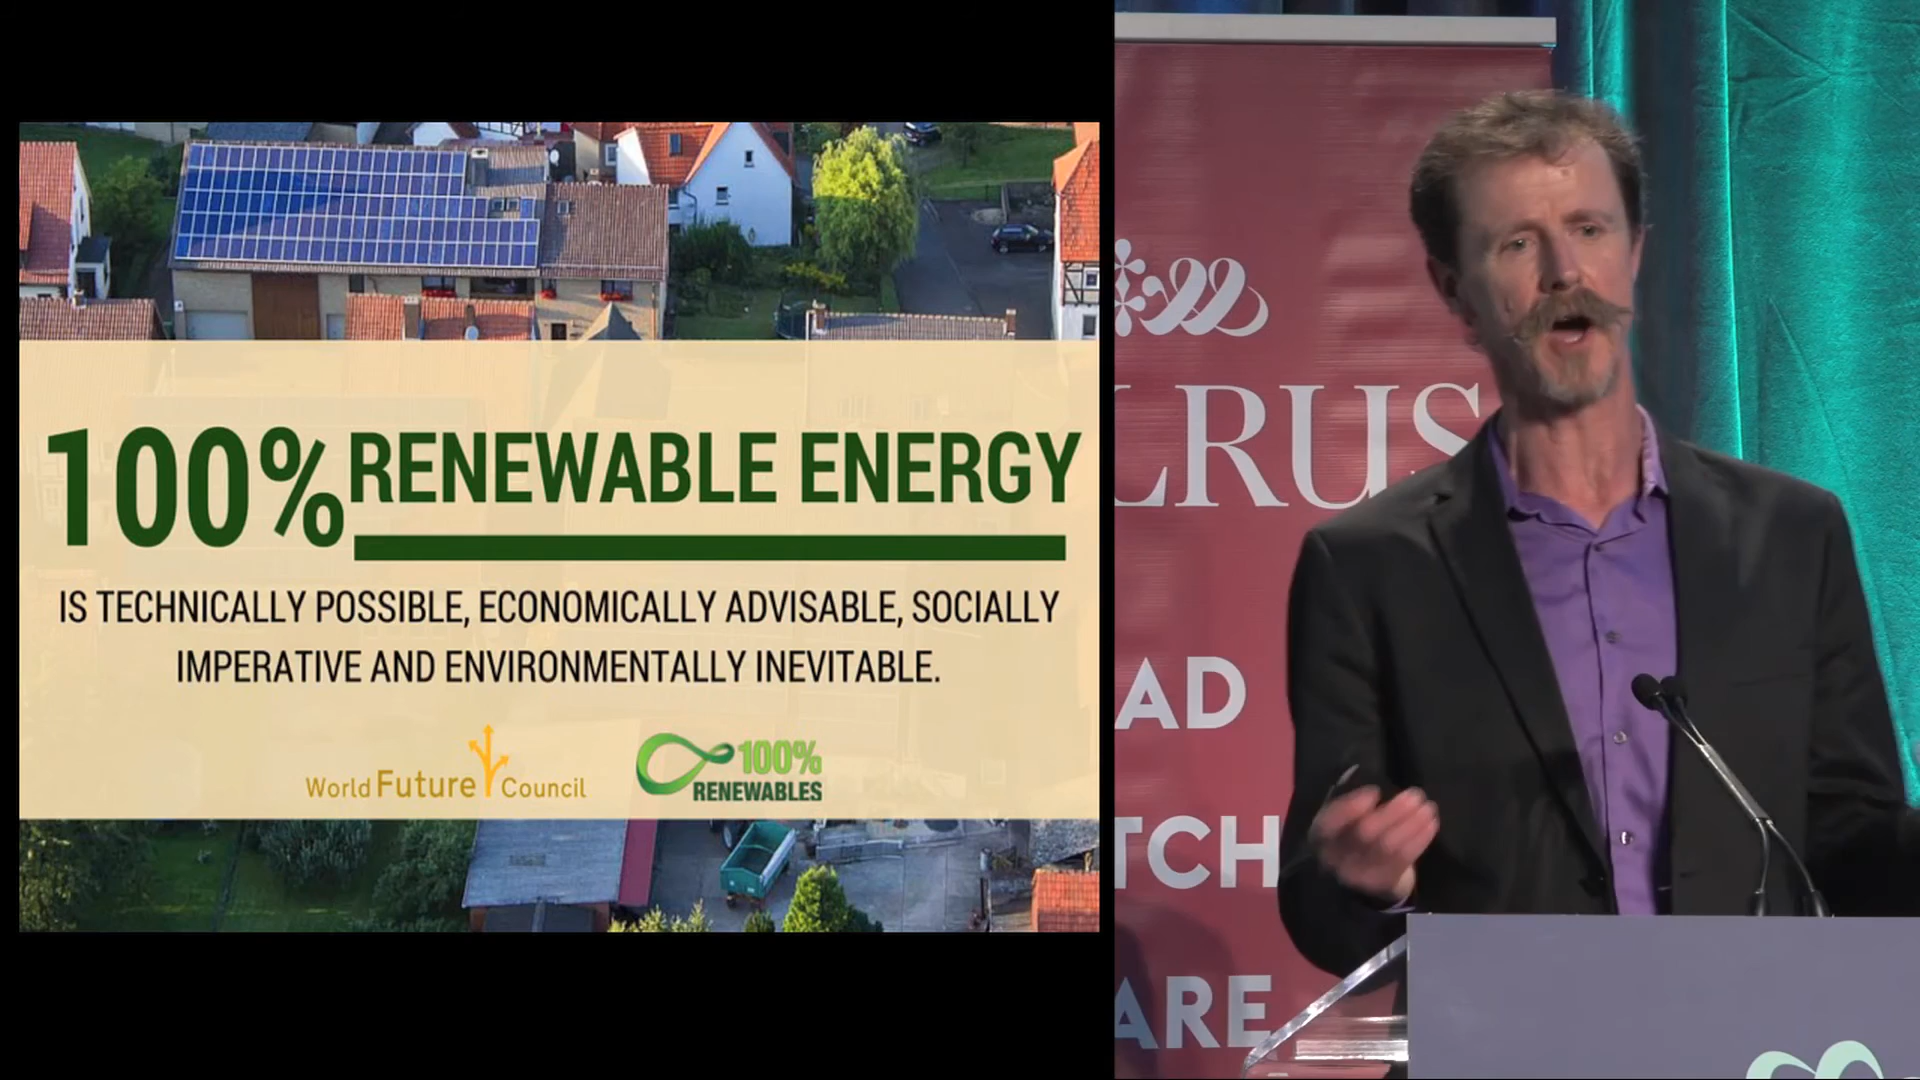 100% RENEWABLE ENERGY
IS TECHNICALLY POSSIBLE, ECONOMICALLY ADVISABLE, SOCIALLY
IMPERATIVE AND ENVIRONMENTALLY INEVITABLE.
World Future Council
100%
RENEWABLES
LRUS
AD
TCH
ARE